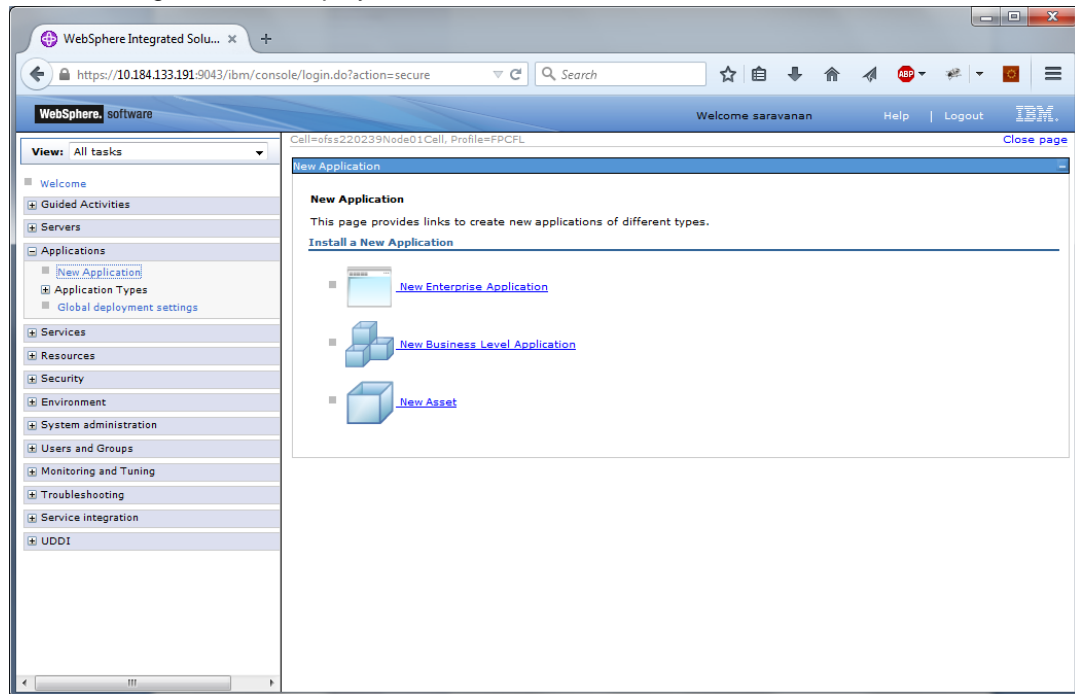 WebSphere Integrated Solu... × +
https://10.184.133.191:9043/ibm/console/login.do?action=secure Search ABP
WebSphere. software Welcome saravanan Help | Logout IBM.
Cell=ofss220239Node01Cell, Profile=FPCFL Close page
View: All tasks
New Application
Welcome
Guided Activities
Servers
Applications
New Application
Application Types
Global deployment settings
Services
Resources
Security
Environment
System administration
Users and Groups
Monitoring and Tuning
Troubleshooting
Service integration
UDDI
New Application
This page provides links to create new applications of different types.
Install a New Application
New Enterprise Application
New Business Level Application
New Asset